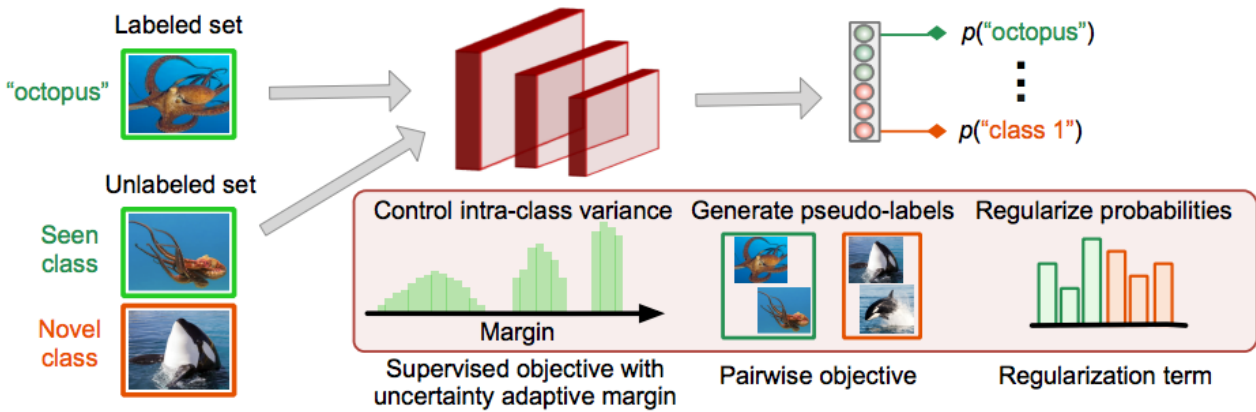 Labeled set
“octopus”
p(“octopus”)
p(“class 1”)
Unlabeled set
Seen
class
Novel
class
Control intra-class variance
Generate pseudo-labels
Regularize probabilities
Margin
Supervised objective with
uncertainty adaptive margin
Pairwise objective
Regularization term